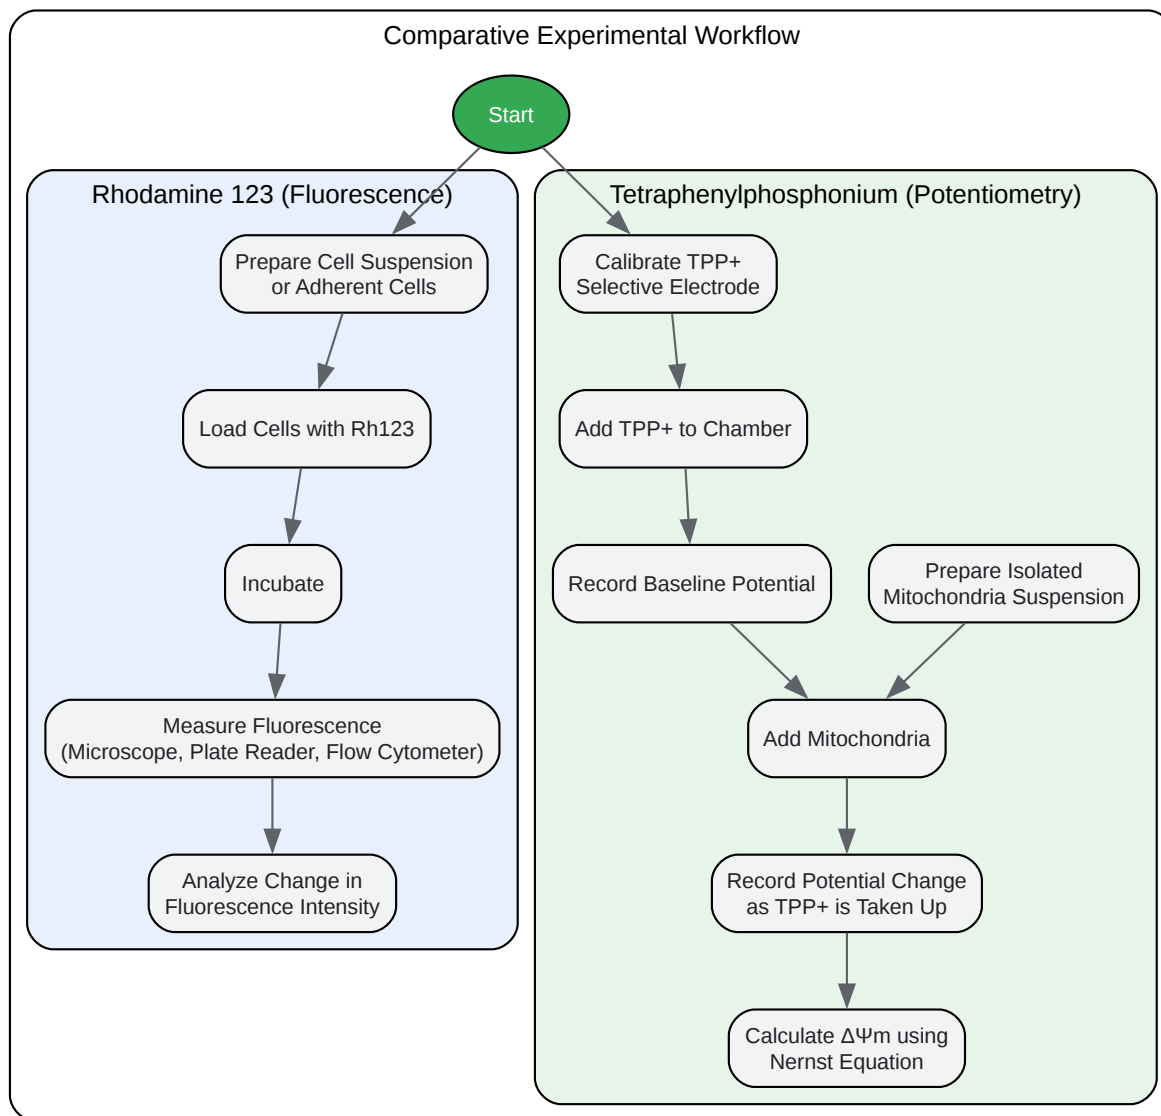 Comparative Experimental Workflow
Start
Rhodamine 123 (Fluorescence)
Prepare Cell Suspension
or Adherent Cells
Load Cells with Rh123
Incubate
Measure Fluorescence
(Microscope, Plate Reader, Flow Cytometer)
Analyze Change in
Fluorescence Intensity
Tetraphenylphosphonium (Potentiometry)
Calibrate TPP+
Selective Electrode
Add TPP+ to Chamber
Record Baseline Potential
Prepare Isolated
Mitochondria Suspension
Add Mitochondria
Record Potential Change
as TPP+ is Taken Up
Calculate ΔΨm using
Nernst Equation